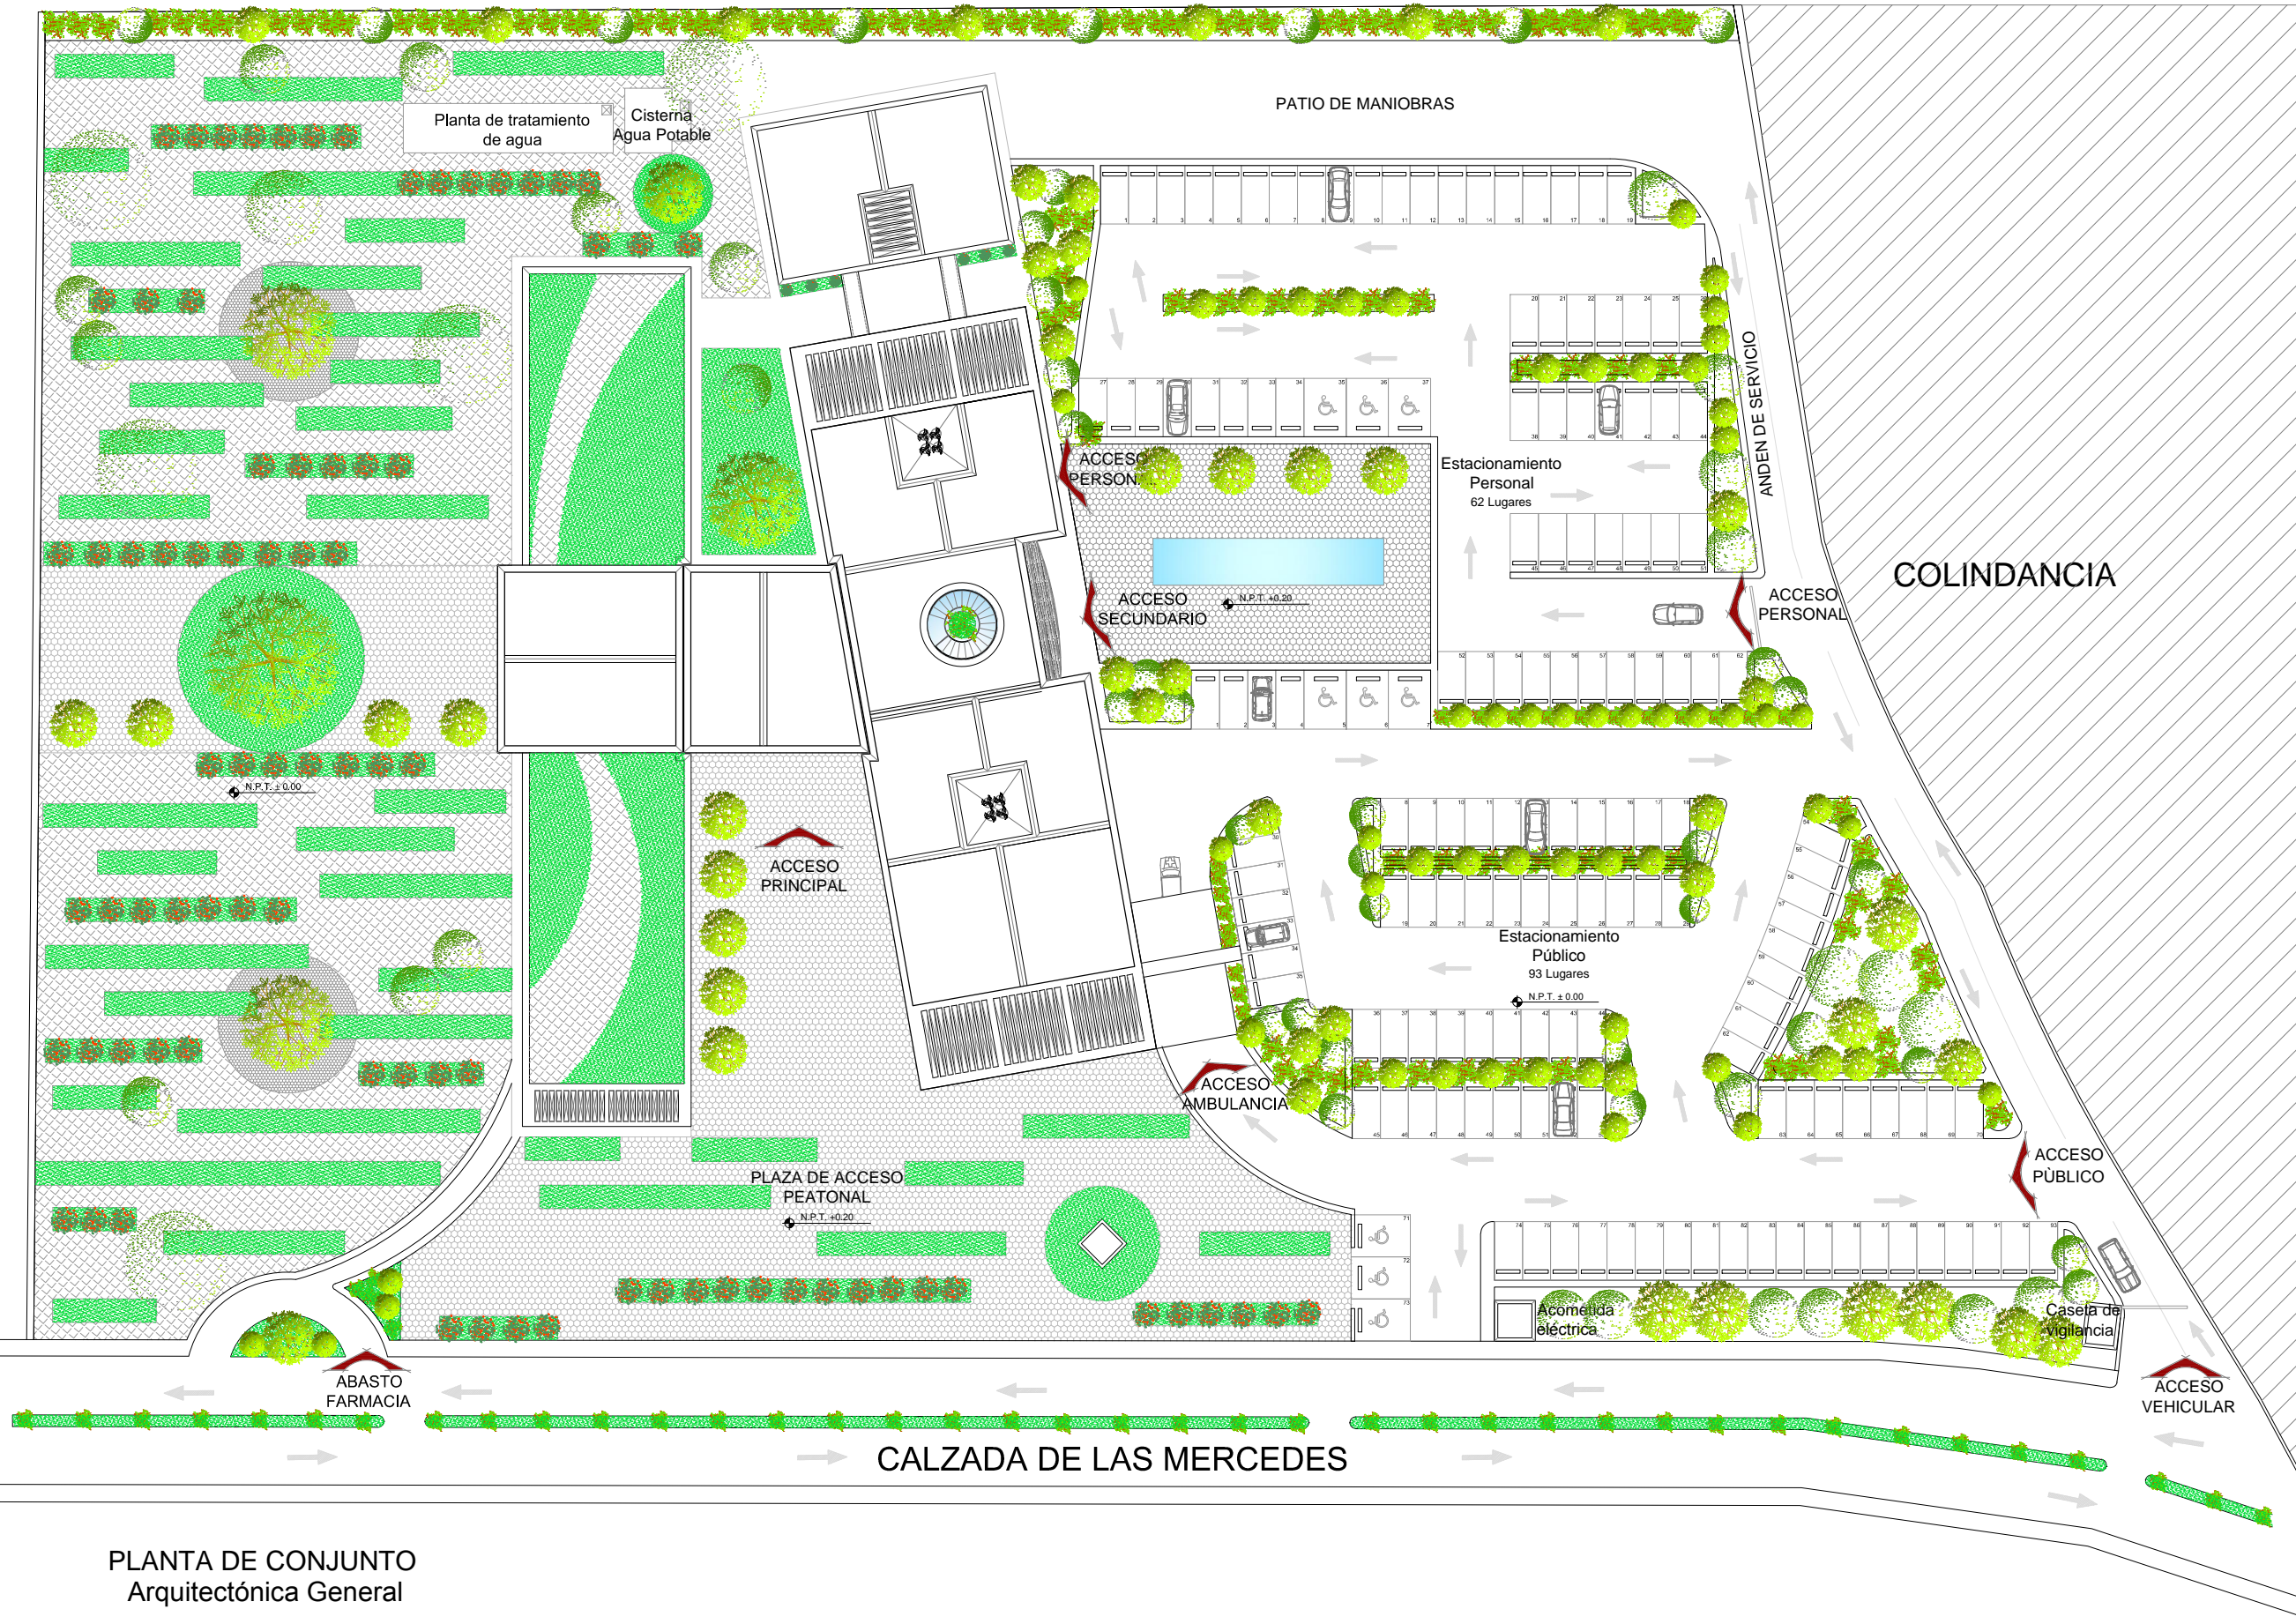 PATIO DE MANIOBRAS
Planta de tratamiento
de agua
Cisterna
Agua Potable
ANDEN DE SERVICIO
COLINDANCIA
ACCESO
Estacionamiento
Personal
62 Lugares
ACCESO
SECUNDARIO
N.P.T. +0.20
ACCESO
PERSONAL
N.P.T. ± 0.00
ACCESO
PRINCIPAL
Estacionamiento
Público
93 Lugares
N.P.T. ± 0.00
ACCESO
AMBULANCIA
PLAZA DE ACCESO
PEATONAL
N.P.T. +0.20
ACCESO
PÙBLICO
Acometida
eléctrica
Caseta de
vigilancia
ABASTO
FARMACIA
ACCESO
VEHICULAR
CALZADA DE LAS MERCEDES
PLANTA DE CONJUNTO
Arquitectónica General